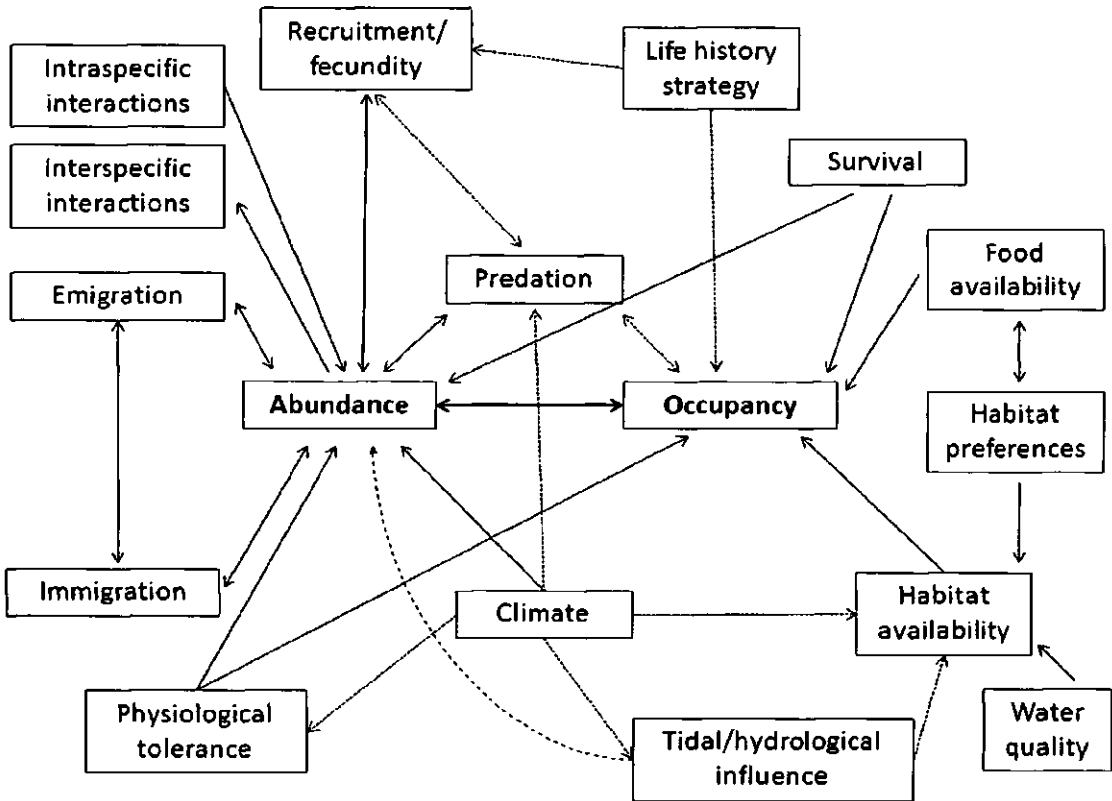 Recruitment/
fecundity
Life history
strategy
Intraspecific
interactions
Interspecific
interactions
Survival
Predation
Food
availability
Emigration
Abundance
Occupancy
Habitat
preferences
Immigration
Climate
Habitat
availability
Physiological
tolerance
Tidal/hydrological
influence
Water
quality